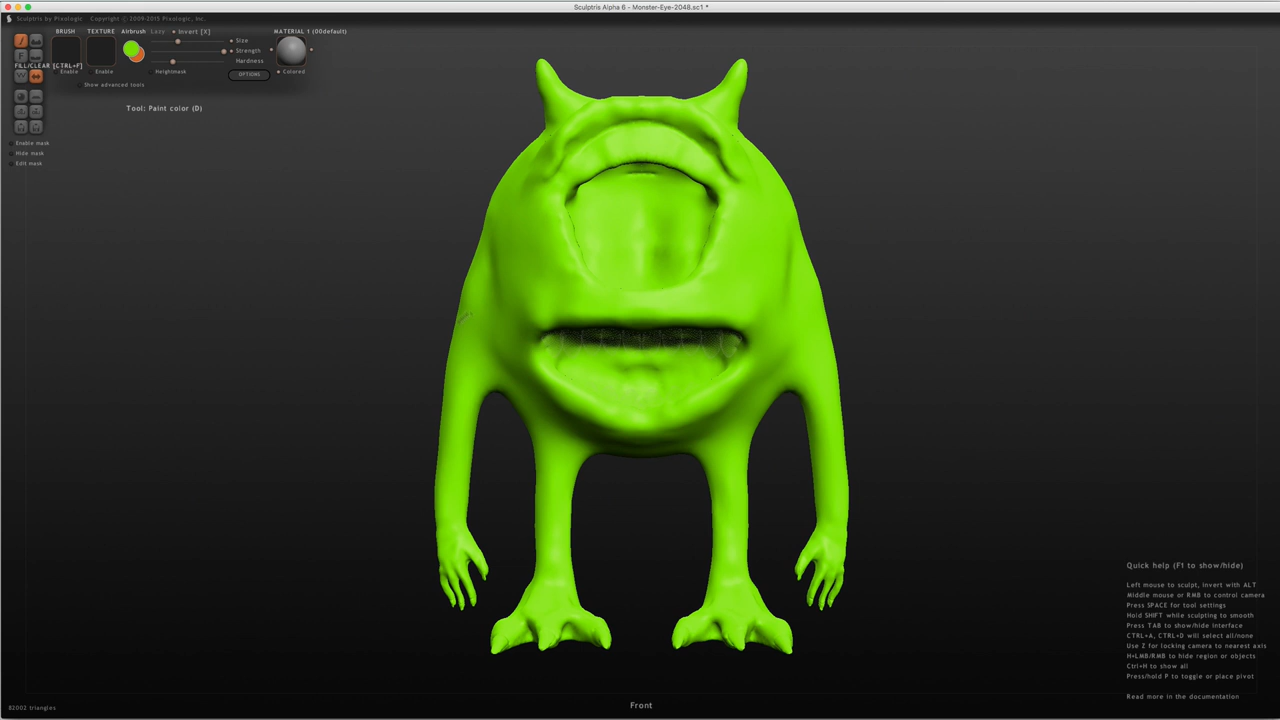 Sculptris Alpha 6 - Monster-Eye-2048.sc1 *
Sculptris by Pixologic Copyright © 2009-2015 Pixologic, Inc.
BRUSH TEXTURE Airbrush Lazy Invert [X] MATERIAL 1 (00default)
Size
Strength
Hardness
FILL/CLEAR [CTRL+F]
Enable Enable Heightmask OPTIONS Colored
Show advanced tools
Tool: Paint color (D)
Enable mask
Hide mask
Edit mask
Quick help (F1 to show/hide)
Left mouse to sculpt, invert with ALT
Middle mouse or RMB to control camera
Press SPACE for tool settings
Hold SHIFT while sculpting to smooth
Press TAB to show/hide interface
CTRL+A, CTRL+D will select all/none
Use Z for locking camera to nearest axis
H+LMB/RMB to hide region or objects
Ctrl+H to show all
Press/hold P to toggle or place pivot
Read more in the documentation
Front
82002 triangles